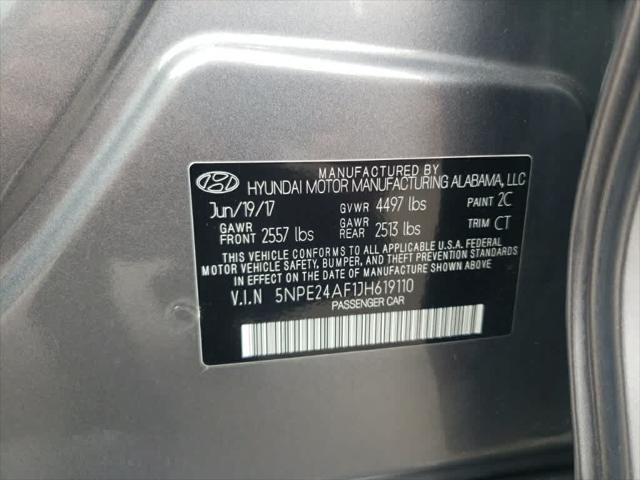 MANUFACTURED BY
HYUNDAI MOTOR MANUFACTURING ALABAMA, LLC
Jun/19/17 GVWR 4497 lbs PAINT 2C
GAWR FRONT 2557 lbs GAWR REAR 2513 lbs TRIM CT
THIS VEHICLE CONFORMS TO ALL APPLICABLE U.S.A. FEDERAL
MOTOR VEHICLE SAFETY, BUMPER, AND THEFT PREVENTION
STANDARDS IN EFFECT ON THE DATE OF MANUFACTURE SHOWN ABOVE.
V.I.N 5NPE24AF1JH619110
PASSENGER CAR